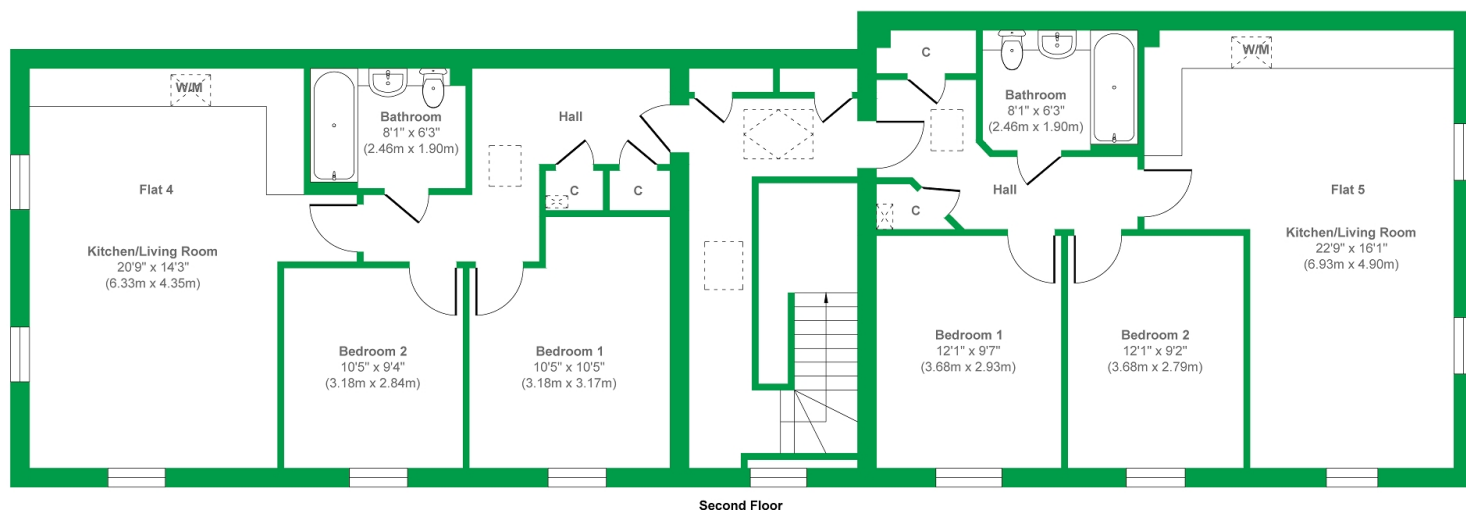 W/M
Bathroom
8'1" x 6'3"
(2.46m x 1.90m)
Hall
Flat 4
Kitchen/Living Room
20'9" x 14'3"
(6.33m x 4.35m)
C
C
Bedroom 2
10'5" x 9'4"
(3.18m x 2.84m)
Bedroom 1
10'5" x 10'5"
(3.18m x 3.17m)
C
Bathroom
8'1" x 6'3"
(2.46m x 1.90m)
W/M
Hall
C
Flat 5
Kitchen/Living Room
22'9" x 16'1"
(6.93m x 4.90m)
Bedroom 1
12'1" x 9'7"
(3.68m x 2.93m)
Bedroom 2
12'1" x 9'2"
(3.68m x 2.79m)
Second Floor